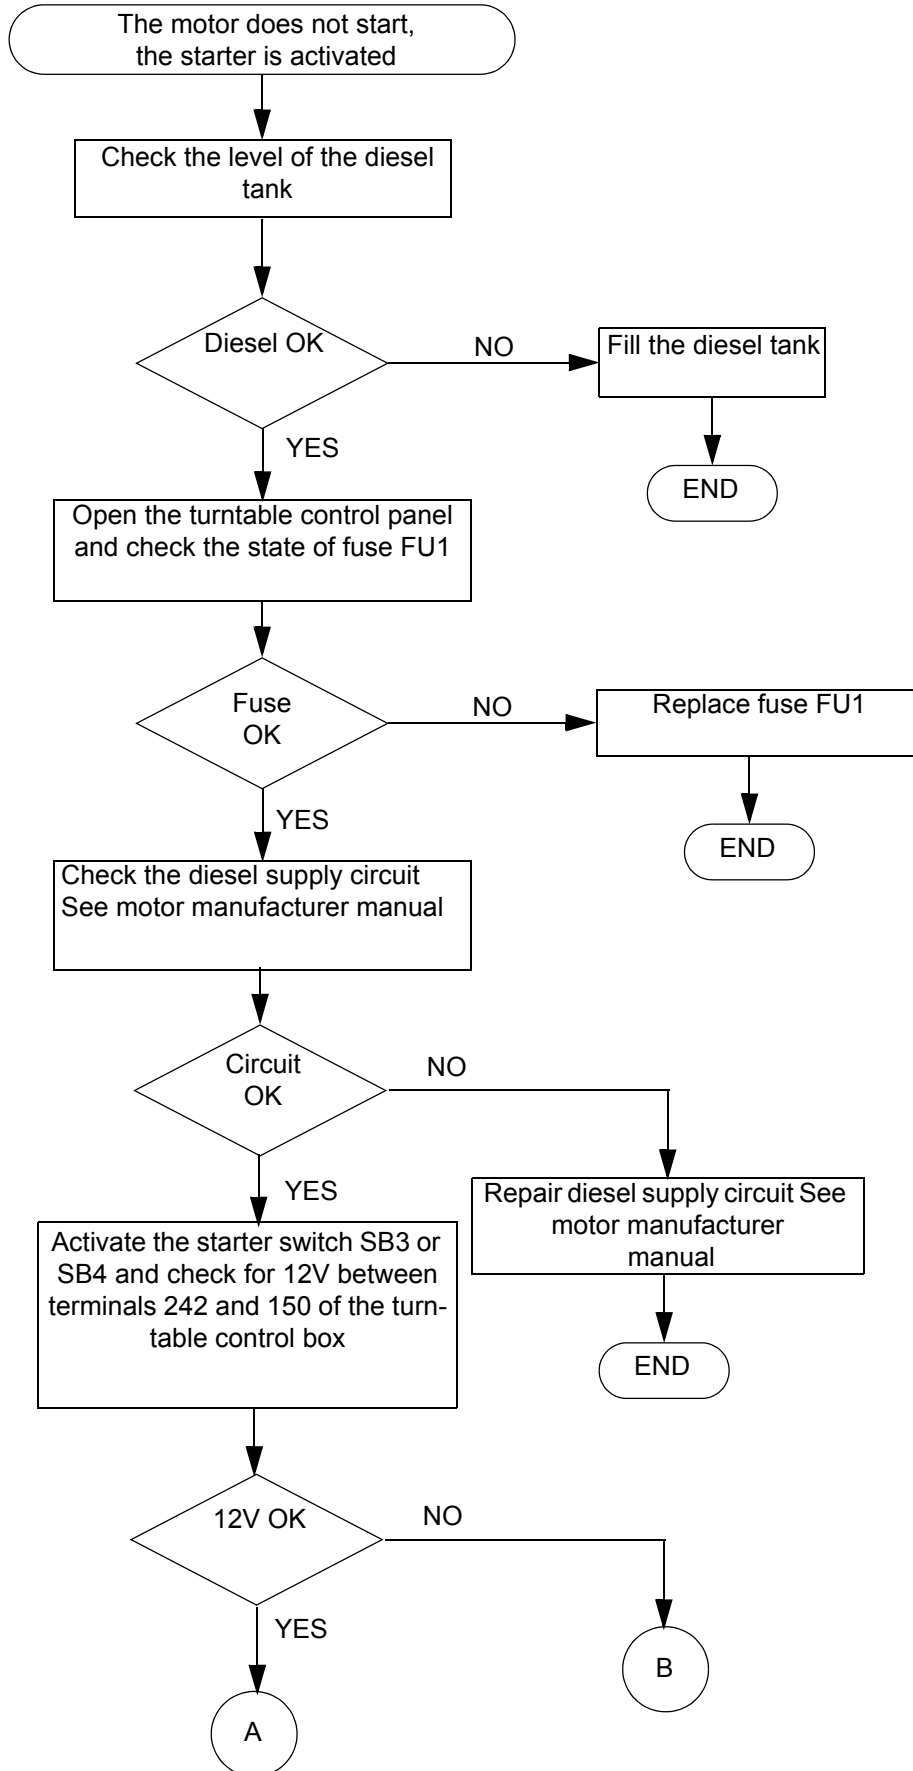 The motor does not start,
the starter is activated
Check the level of the diesel
tank
Diesel OK
NO
Fill the diesel tank
YES
END
Open the turntable control panel
and check the state of fuse FU1
Fuse
OK
NO
Replace fuse FU1
YES
END
Check the diesel supply circuit
See motor manufacturer manual
Circuit
OK
NO
YES
Repair diesel supply circuit See
motor manufacturer
manual
Activate the starter switch SB3 or
SB4 and check for 12V between
terminals 242 and 150 of the turn-
table control box
END
12V OK
NO
YES
B
A